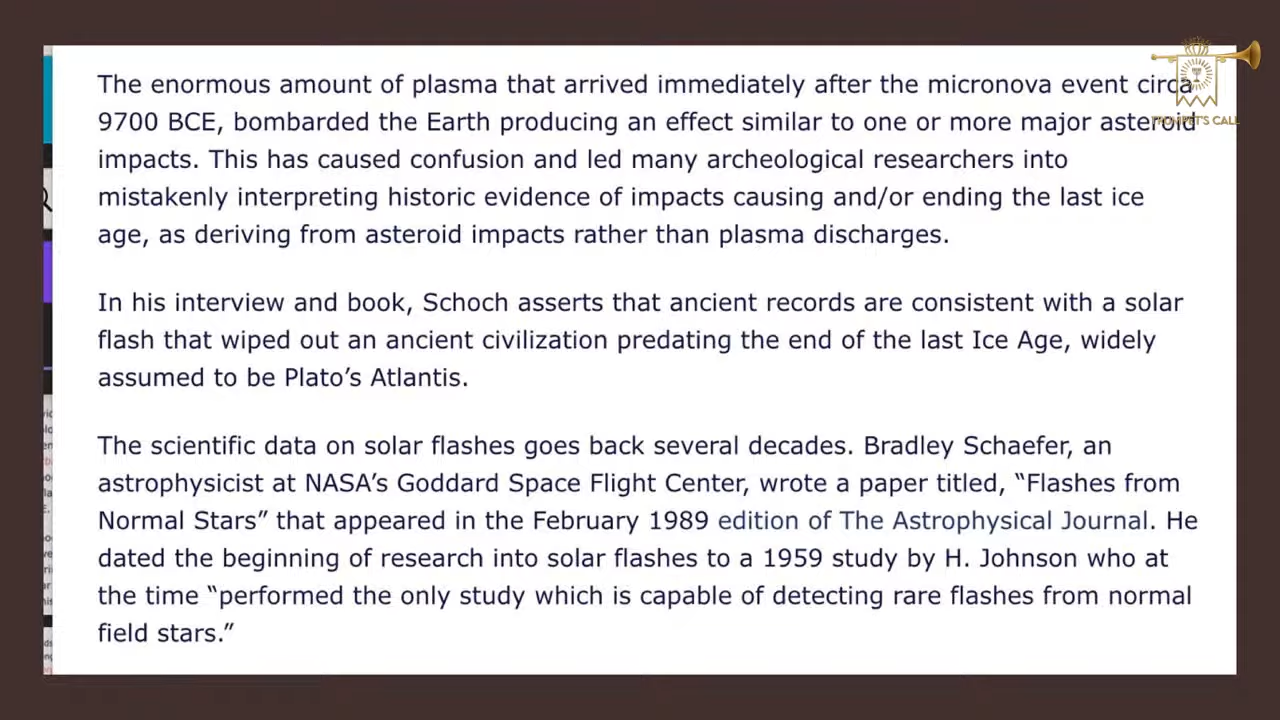 The enormous amount of plasma that arrived immediately after the micronova event circa
9700 BCE, bombarded the Earth producing an effect similar to one or more major asteroid
impacts. This has caused confusion and led many archeological researchers into
mistakenly interpreting historic evidence of impacts causing and/or ending the last ice
age, as deriving from asteroid impacts rather than plasma discharges.
In his interview and book, Schoch asserts that ancient records are consistent with a solar
flash that wiped out an ancient civilization predating the end of the last Ice Age, widely
assumed to be Plato’s Atlantis.
The scientific data on solar flashes goes back several decades. Bradley Schaefer, an
astrophysicist at NASA’s Goddard Space Flight Center, wrote a paper titled, “Flashes from
Normal Stars” that appeared in the February 1989 edition of The Astrophysical Journal. He
dated the beginning of research into solar flashes to a 1959 study by H. Johnson who at
the time “performed the only study which is capable of detecting rare flashes from normal
field stars.”
TRUMPET'S CALL